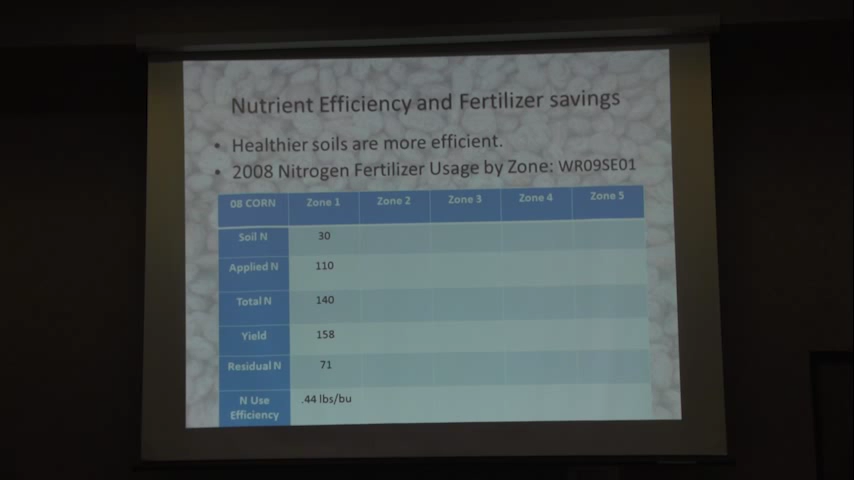 Nutrient Efficiency and Fertilizer savings
• Healthier soils are more efficient.
• 2008 Nitrogen Fertilizer Usage by Zone: WR09SE01
08 CORN Zone 1 Zone 2 Zone 3 Zone 4 Zone 5
Soil N 30
Applied N 110
Total N 140
Yield 158
Residual N 71
N Use Efficiency .44 lbs/bu